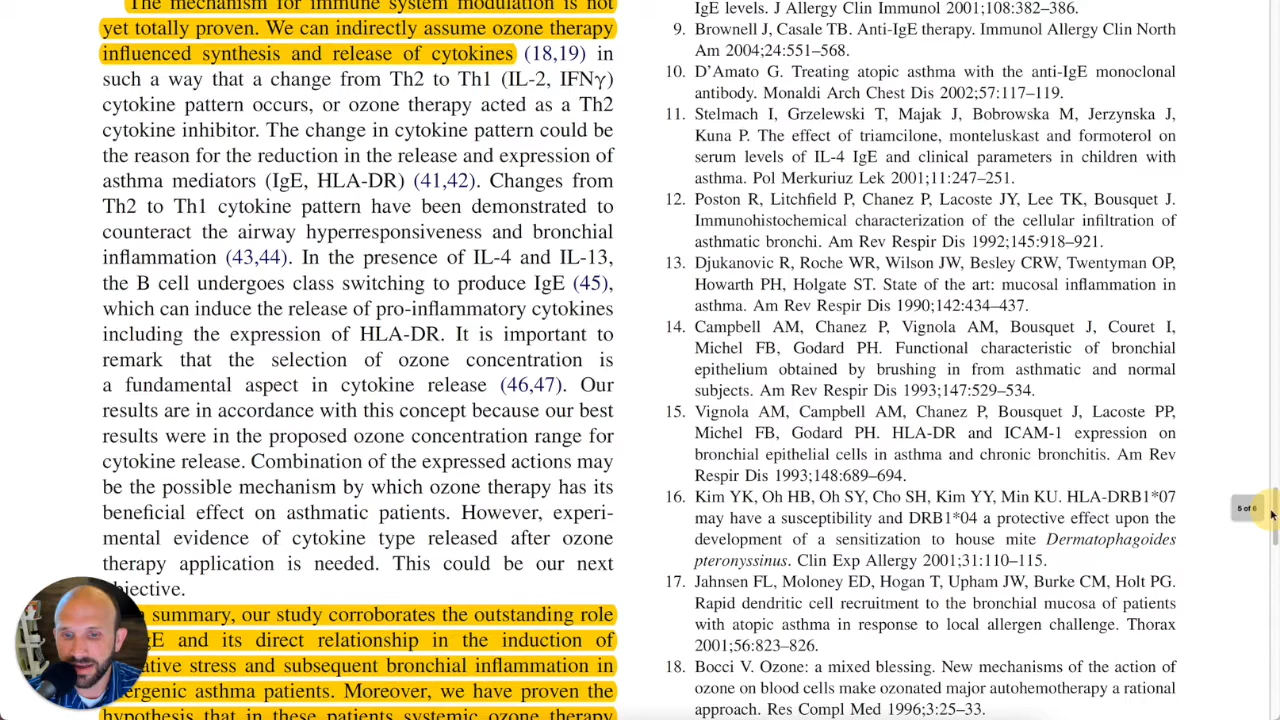 The mechanism for immune system modulation is not
yet totally proven. We can indirectly assume ozone therapy
influenced synthesis and release of cytokines (18,19) in
such a way that a change from Th2 to Th1 (IL-2, IFNγ)
cytokine pattern occurs, or ozone therapy acted as a Th2
cytokine inhibitor. The change in cytokine pattern could be
the reason for the reduction in the release and expression of
asthma mediators (IgE, HLA-DR) (41,42). Changes from
Th2 to Th1 cytokine pattern have been demonstrated to
counteract the airway hyperresponsiveness and bronchial
inflammation (43,44). In the presence of IL-4 and IL-13,
the B cell undergoes class switching to produce IgE (45),
which can induce the release of pro-inflammatory cytokines
including the expression of HLA-DR. It is important to
remark that the selection of ozone concentration is
a fundamental aspect in cytokine release (46,47). Our
results are in accordance with this concept because our best
results were in the proposed ozone concentration range for
cytokine release. Combination of the expressed actions may
be the possible mechanism by which ozone therapy has its
beneficial effect on asthmatic patients. However, experi-
mental evidence of cytokine type released after ozone
therapy application is needed. This could be our next
bjective.
summary, our study corroborates the outstanding role
gE and its direct relationship in the induction of
ative stress and subsequent bronchial inflammation in
ergenic asthma patients. Moreover, we have proven the
hypothesis that in these patients systemic ozone therapy
IgE levels. J Allergy Clin Immunol 2001;108:382–386.
9. Brownell J, Casale TB. Anti-IgE therapy. Immunol Allergy Clin North
Am 2004;24:551–568.
10. D’Amato G. Treating atopic asthma with the anti-IgE monoclonal
antibody. Monaldi Arch Chest Dis 2002;57:117–119.
11. Stelmach I, Grzelewski T, Majak J, Bobrowska M, Jerzynska J,
Kuna P. The effect of triamcilone, monteluskast and formoterol on
serum levels of IL-4 IgE and clinical parameters in children with
asthma. Pol Merkuriuz Lek 2001;11:247–251.
12. Poston R, Litchfield P, Chanez P, Lacoste JY, Lee TK, Bousquet J.
Immunohistochemical characterization of the cellular infiltration of
asthmatic bronchi. Am Rev Respir Dis 1992;145:918–921.
13. Djukanovic R, Roche WR, Wilson JW, Besley CRW, Twentyman OP,
Howarth PH, Holgate ST. State of the art: mucosal inflammation in
asthma. Am Rev Respir Dis 1990;142:434–437.
14. Campbell AM, Chanez P, Vignola AM, Bousquet J, Couret I,
Michel FB, Godard PH. Functional characteristic of bronchial
epithelium obtained by brushing in from asthmatic and normal
subjects. Am Rev Respir Dis 1993;147:529–534.
15. Vignola AM, Campbell AM, Chanez P, Bousquet J, Lacoste PP,
Michel FB, Godard PH. HLA-DR and ICAM-1 expression on
bronchial epithelial cells in asthma and chronic bronchitis. Am Rev
Respir Dis 1993;148:689–694.
16. Kim YK, Oh HB, Oh SY, Cho SH, Kim YY, Min KU. HLA-DRB1*07
may have a susceptibility and DRB1*04 a protective effect upon the
development of a sensitization to house mite Dermatophagoides
pteronyssinus. Clin Exp Allergy 2001;31:110–115.
17. Jahnsen FL, Moloney ED, Hogan T, Upham JW, Burke CM, Holt PG.
Rapid dendritic cell recruitment to the bronchial mucosa of patients
with atopic asthma in response to local allergen challenge. Thorax
2001;56:823–826.
18. Bocci V. Ozone: a mixed blessing. New mechanisms of the action of
ozone on blood cells make ozonated major autohemotherapy a rational
approach. Res Compl Med 1996;3:25–33.
5 of 6